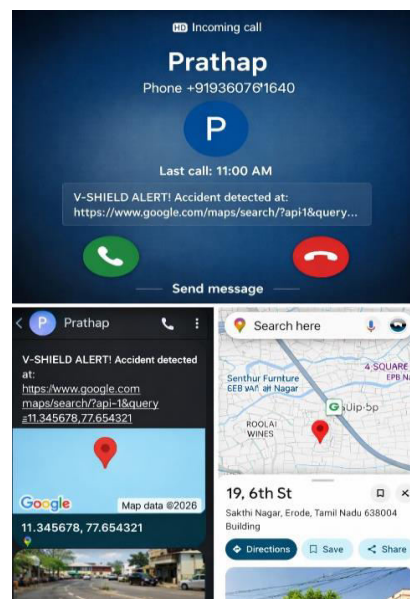 HD Incoming call
Prathap
Phone +91936076'1640
P
Last call: 11:00 AM
V-SHIELD ALERT! Accident detected at:
https://www.google.com/maps/search/?api1&query...
Send message
P Prathap
V-SHIELD ALERT! Accident detected
at:
https:/www.google.com
maps/search/?api-1&query
=11.345678,77.654321
Google
Map data ©2026
11.345678, 77.654321
Search here
4 SQUARE
EPB
Senthur Furnture
Nagar
G
ROOLAI
WINES
19, 6th St
Sakthi Nagar, Erode, Tamil Nadu 638004
Building
Directions
Save
Share